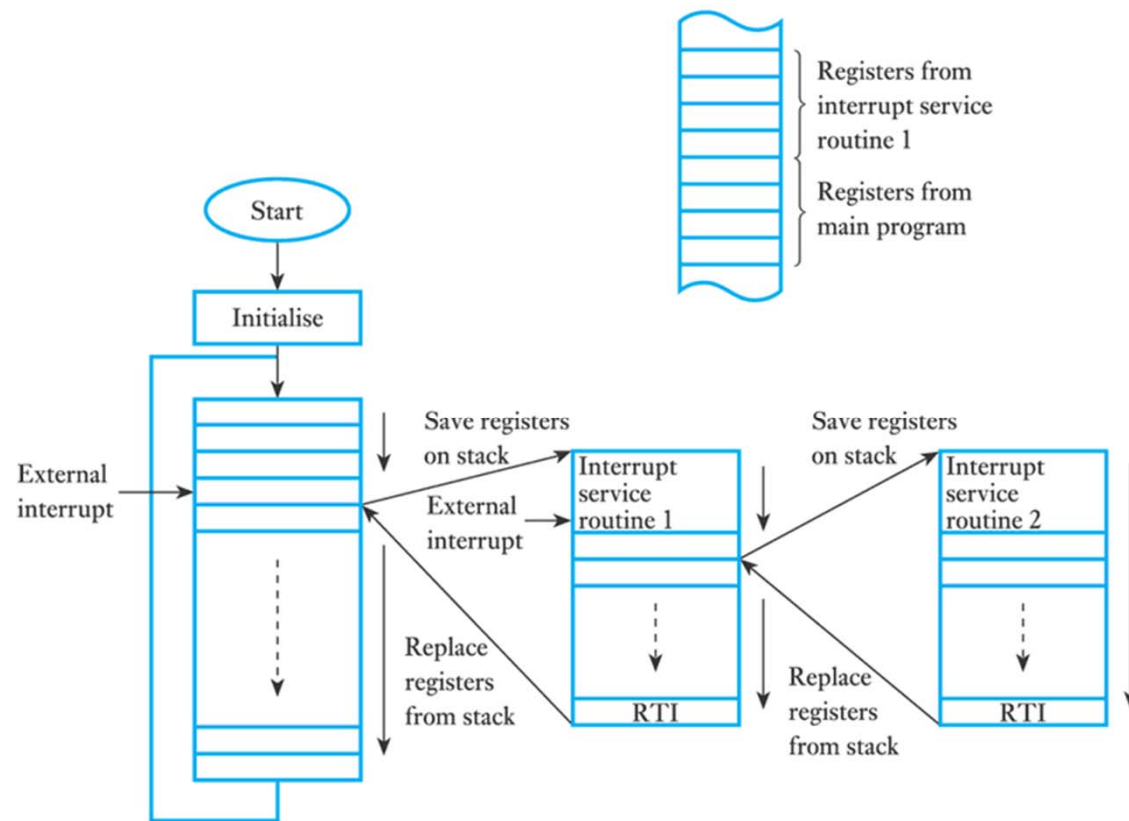 Registers from
interrupt service
routine 1
Registers from
main program
Start
Initialise
External
interrupt
Save registers
on stack
External
interrupt
Interrupt
service
routine 1
Replace
registers
from stack
RTI
Save registers
on stack
Interrupt
service
routine 2
Replace
registers
from stack
RTI